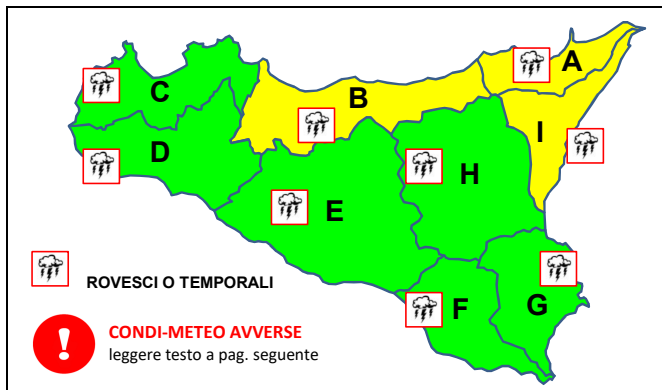 A
C
B
I
D
H
E
F
G
ROVESCI O TEMPORALI
!
CONDI-METEO AVVERSE
leggere testo a pag. seguente